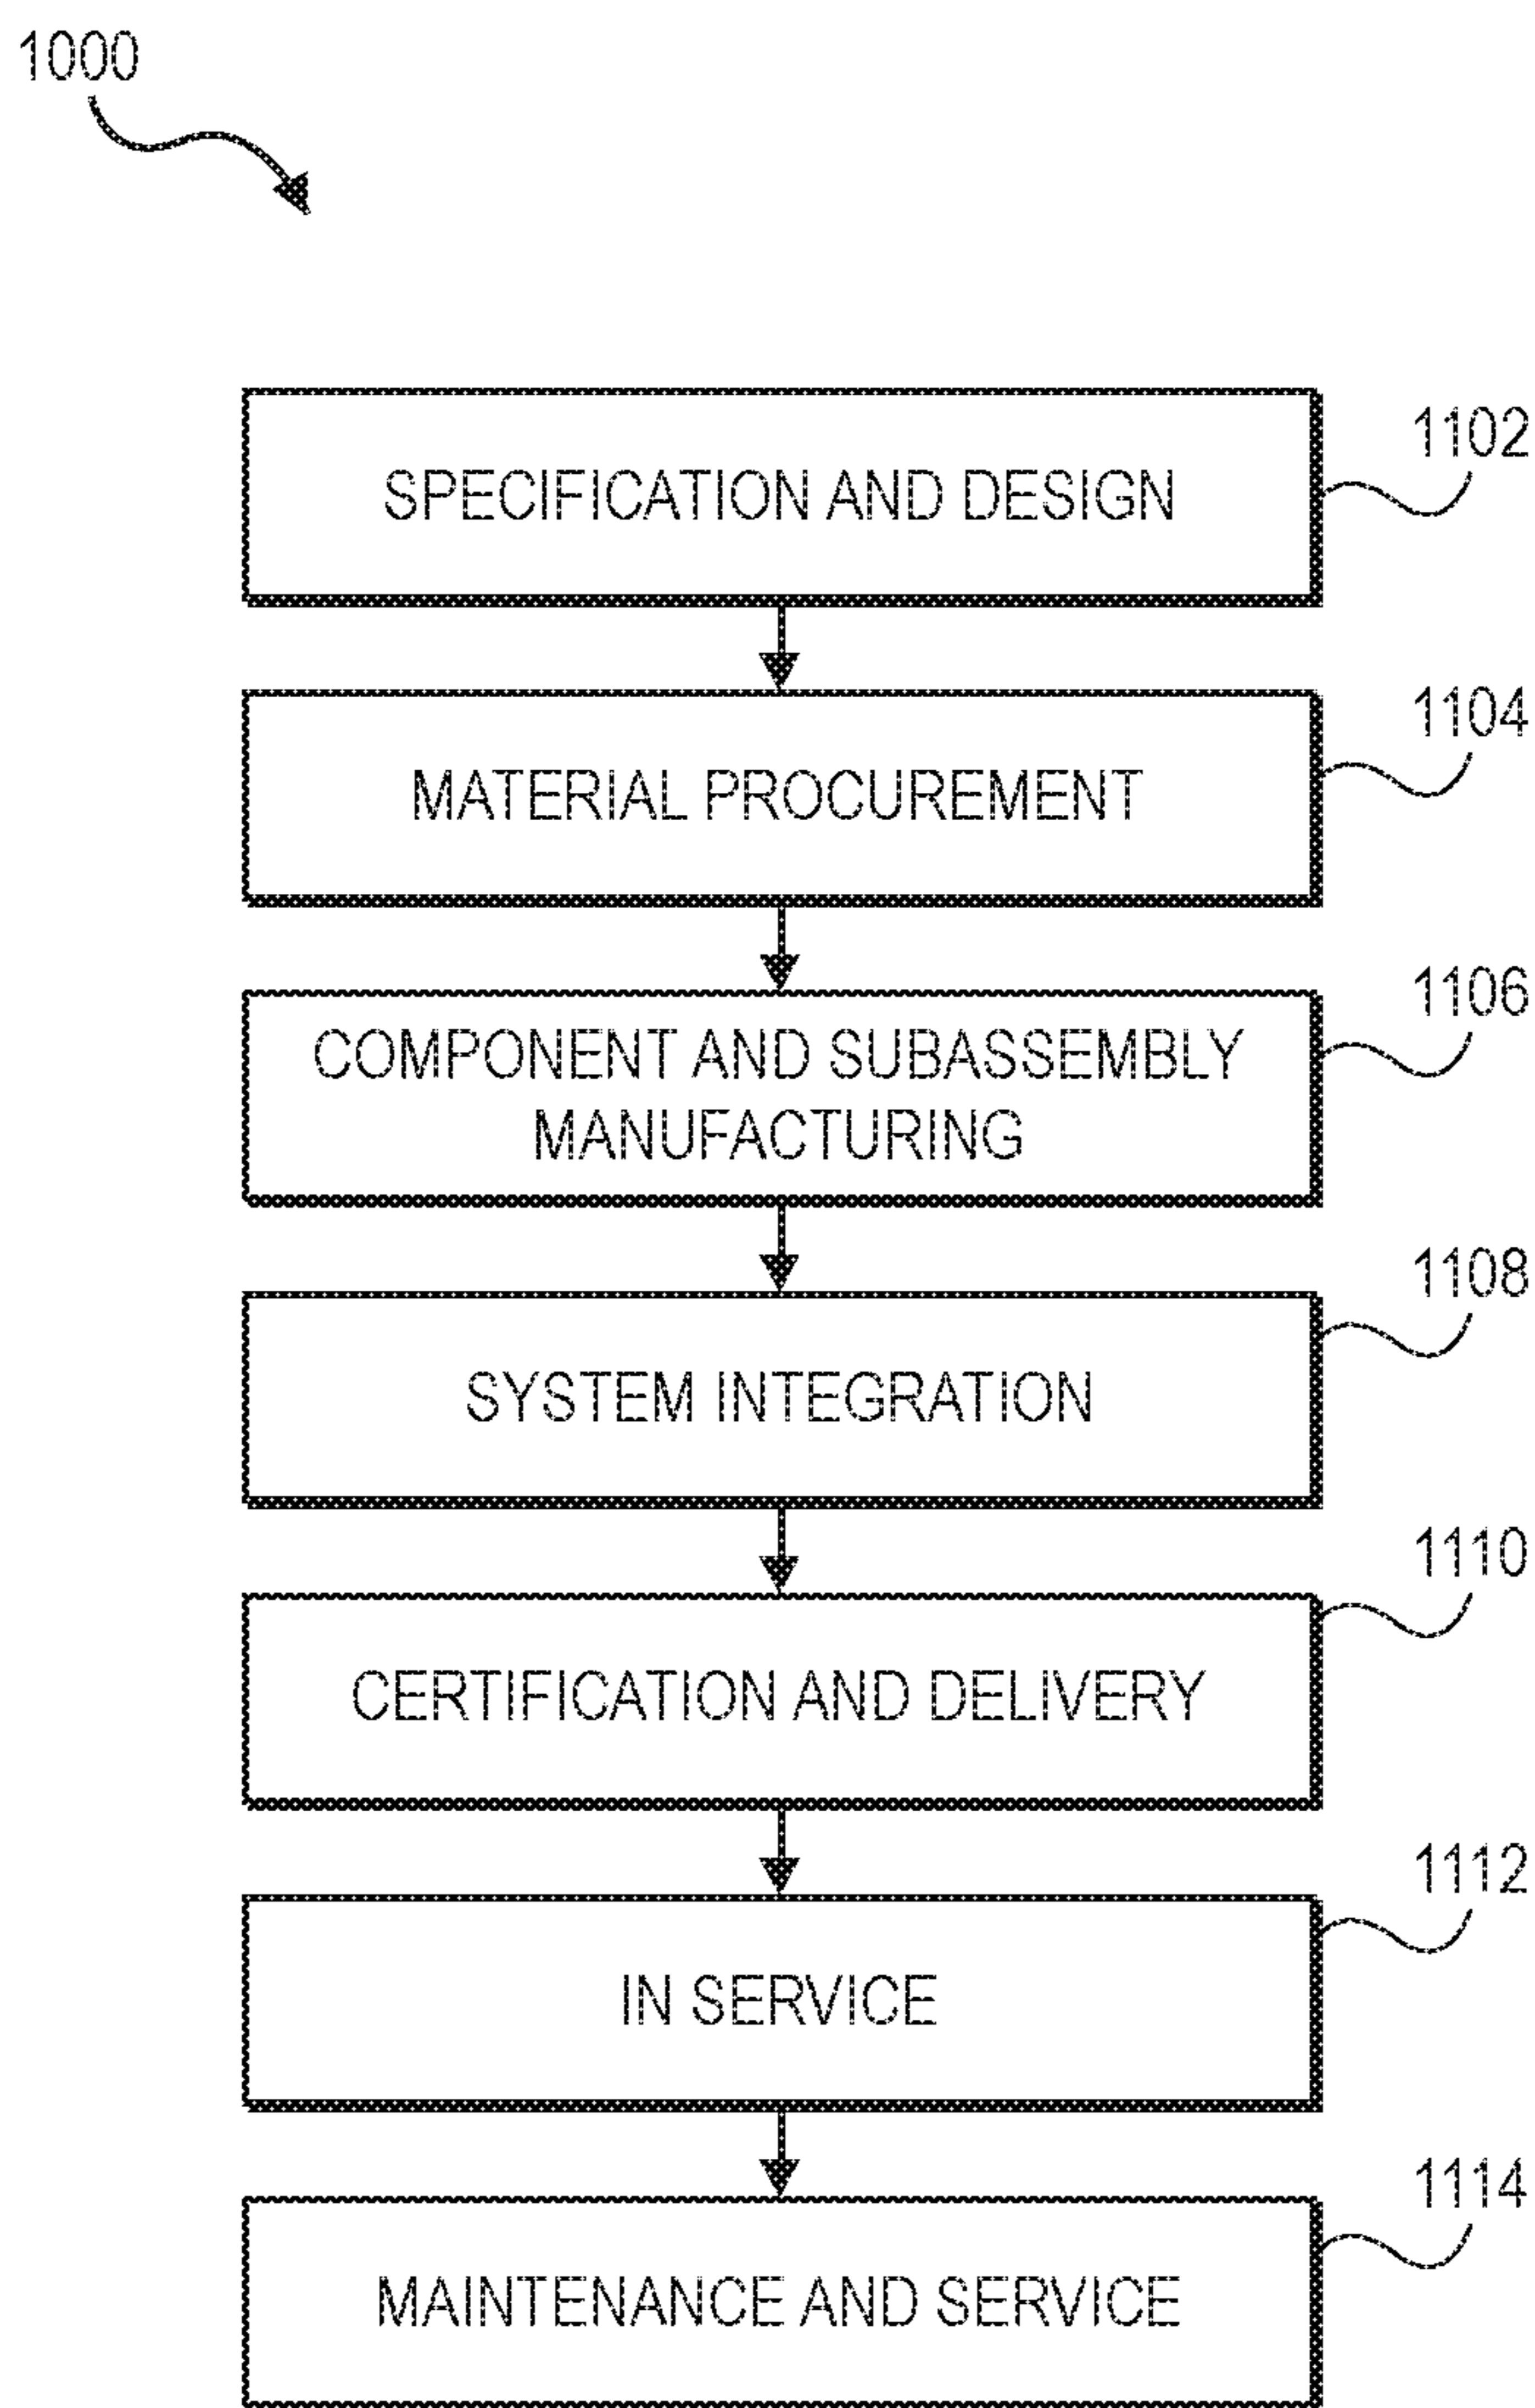 1000
1102
SPECIFICATION AND DESIGN
1104
MATERIAL PROCUREMENT
1106
COMPONENT AND SUBASSEMBLY
MANUFACTURING
1108
SYSTEM INTEGRATION
1110
CERTIFICATION AND DELIVERY
1112
IN SERVICE
1114
MAINTENANCE AND SERVICE